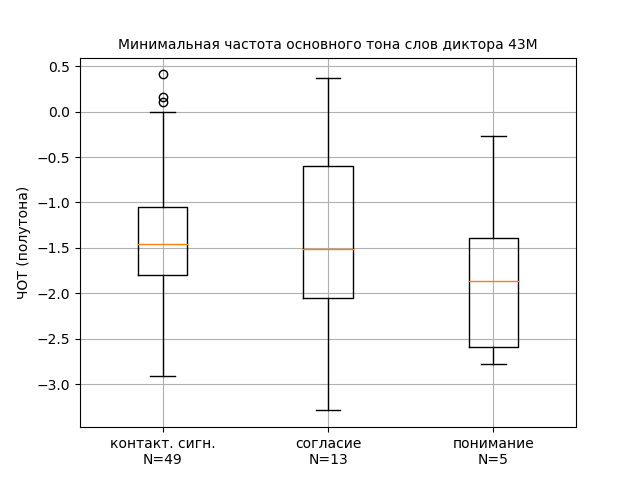 Минимальная частота основного тона слов диктора 43М
ЧОТ (полутона)
0.5
0.0
−0.5
−1.0
−1.5
−2.0
−2.5
−3.0
контакт. сигн.
N=49
согласие
N=13
понимание
N=5